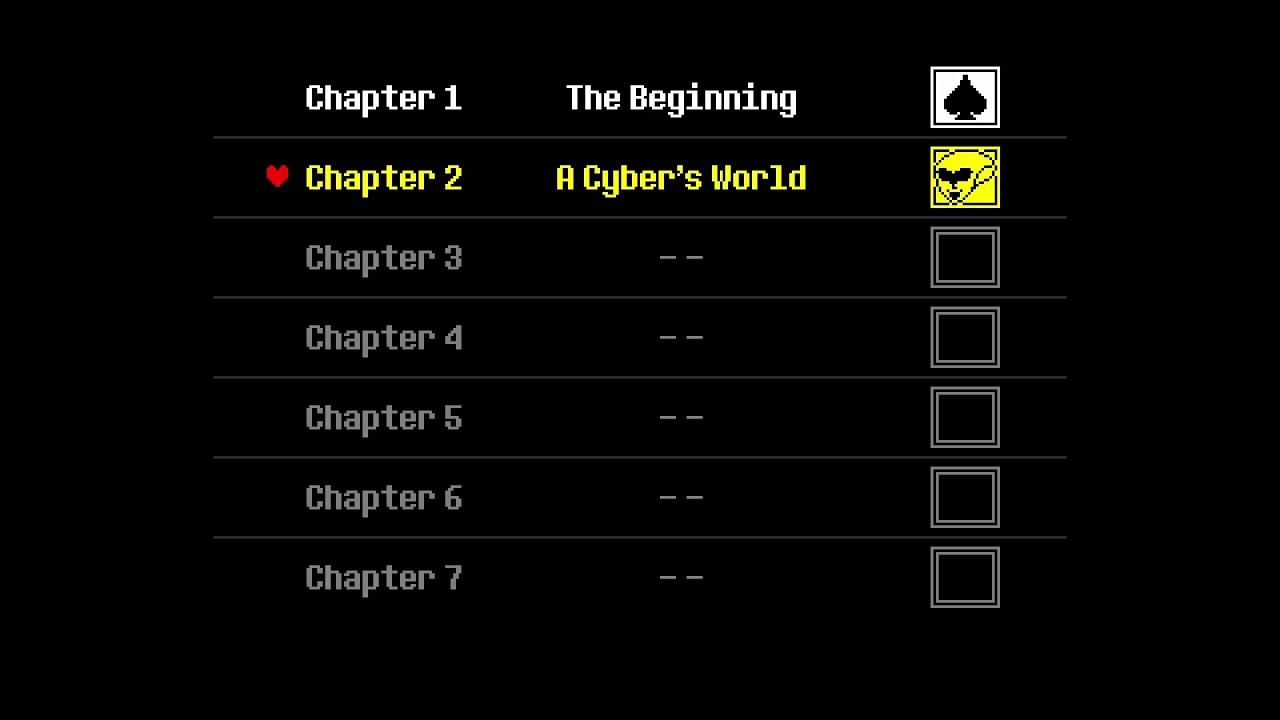 Chapter 1 The Beginning
Chapter 2 A Cyber's World
Chapter 3 --
Chapter 4 --
Chapter 5 --
Chapter 6 --
Chapter 7 --